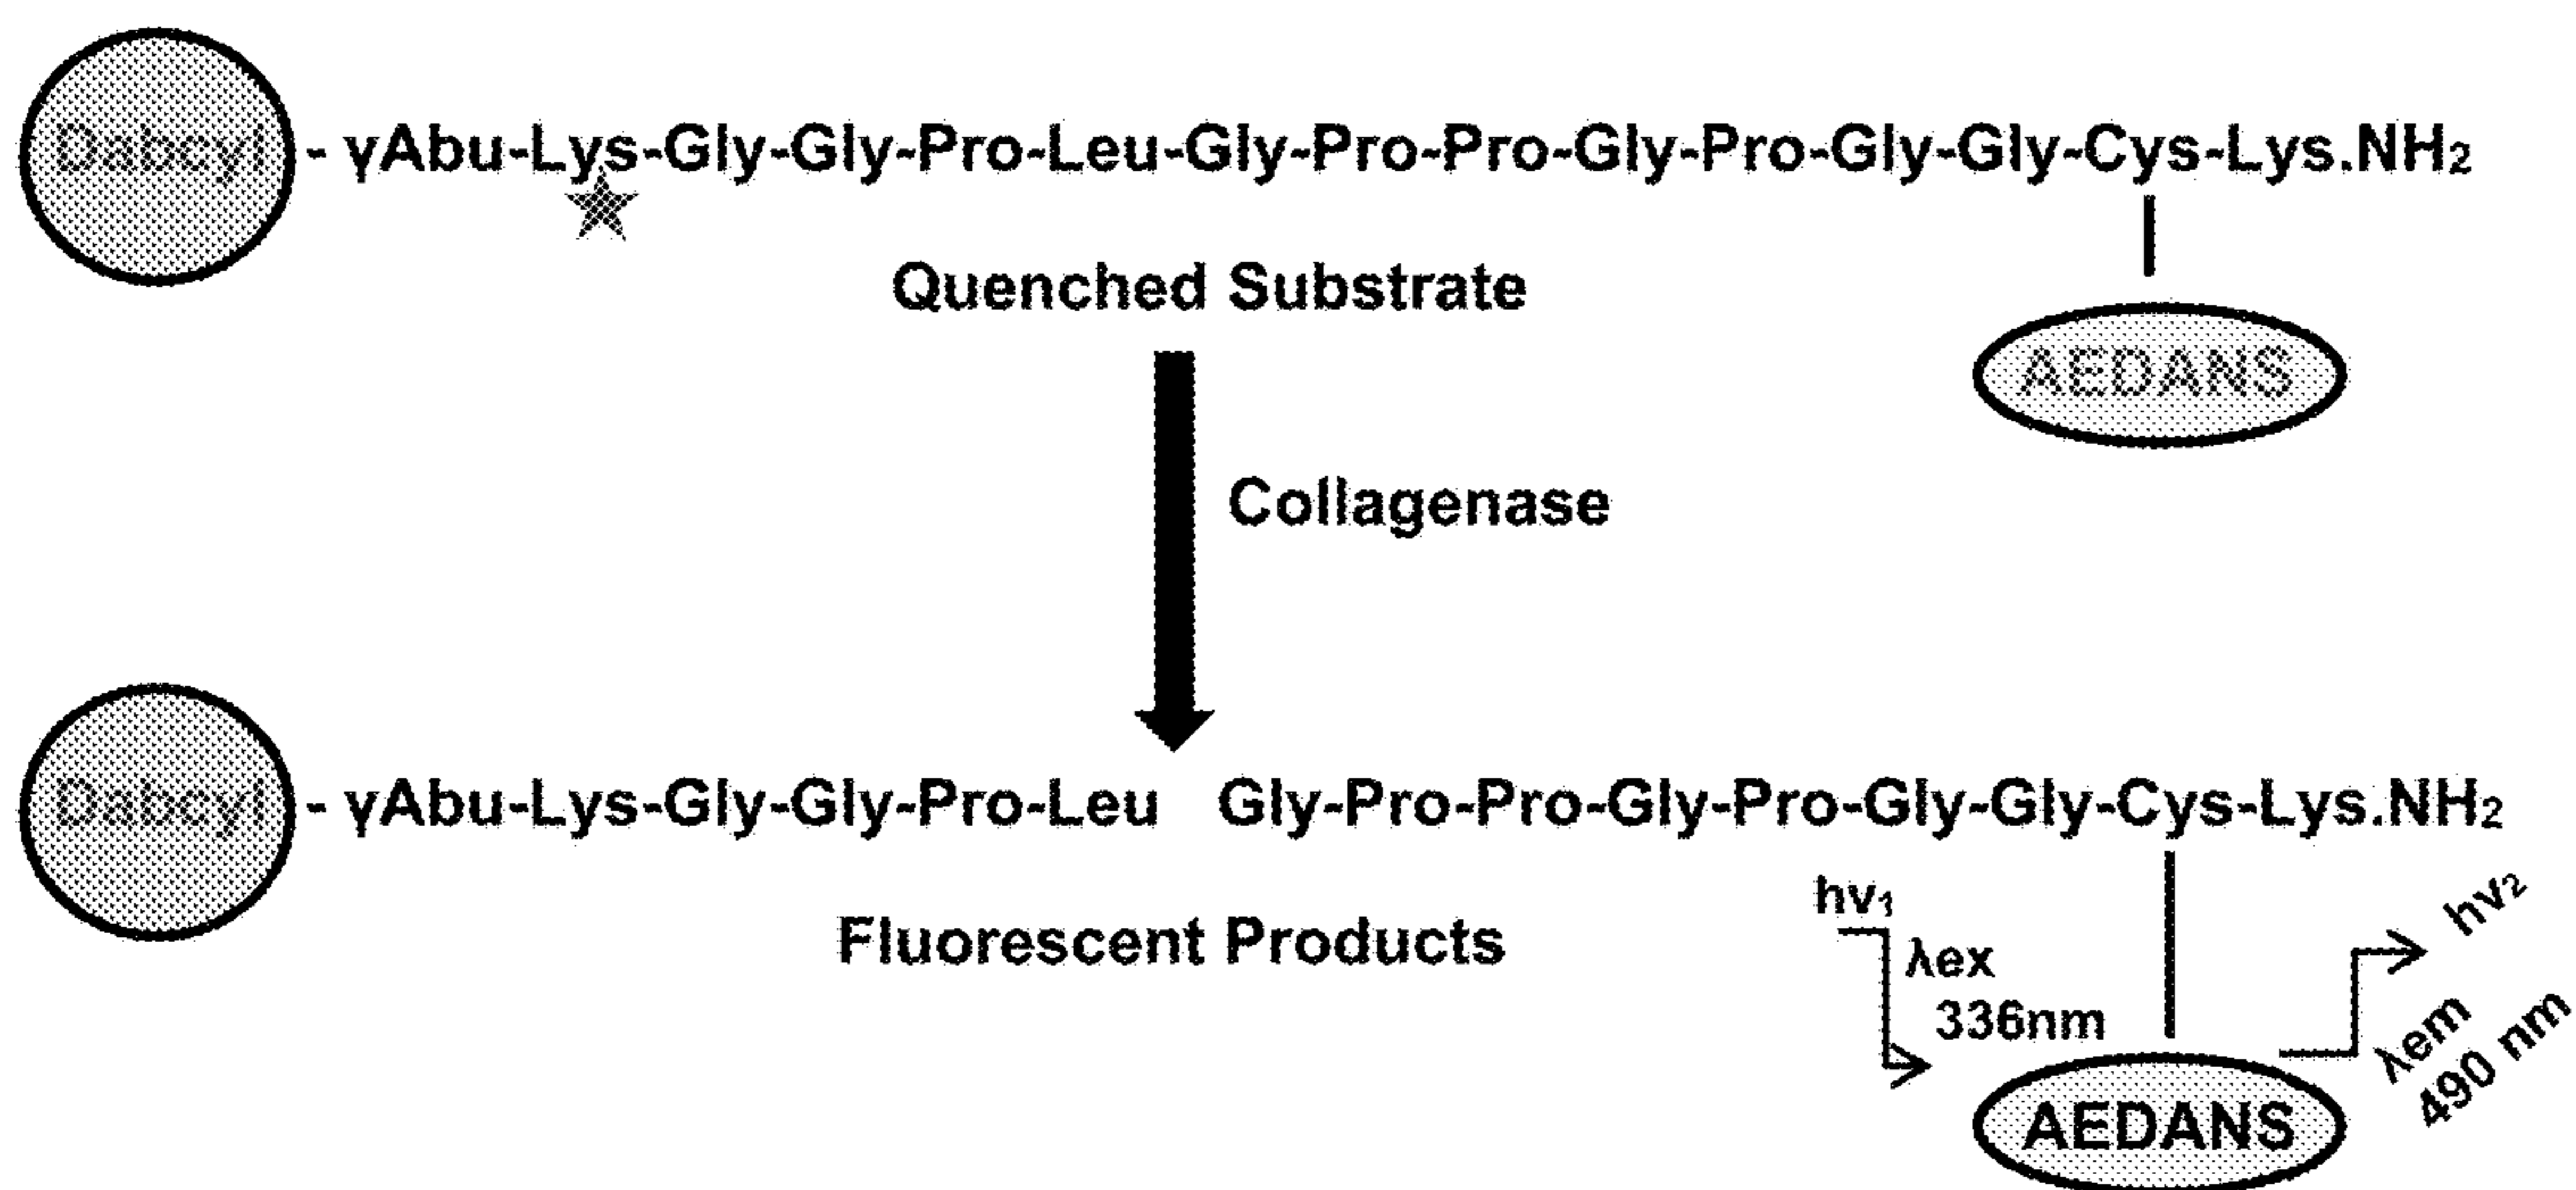 Dabcyl - γAbu-Lys-Gly-Gly-Pro-Leu-Gly-Pro-Pro-Gly-Pro-Gly-Gly-Cys-Lys.NH₂
Quenched Substrate
AEDANS
Collagenase
Dabcyl - γAbu-Lys-Gly-Gly-Pro-Leu Gly-Pro-Pro-Gly-Pro-Gly-Gly-Cys-Lys.NH₂
Fluorescent Products
hν₁
λex
336nm
hν₂
λem
490 nm
AEDANS